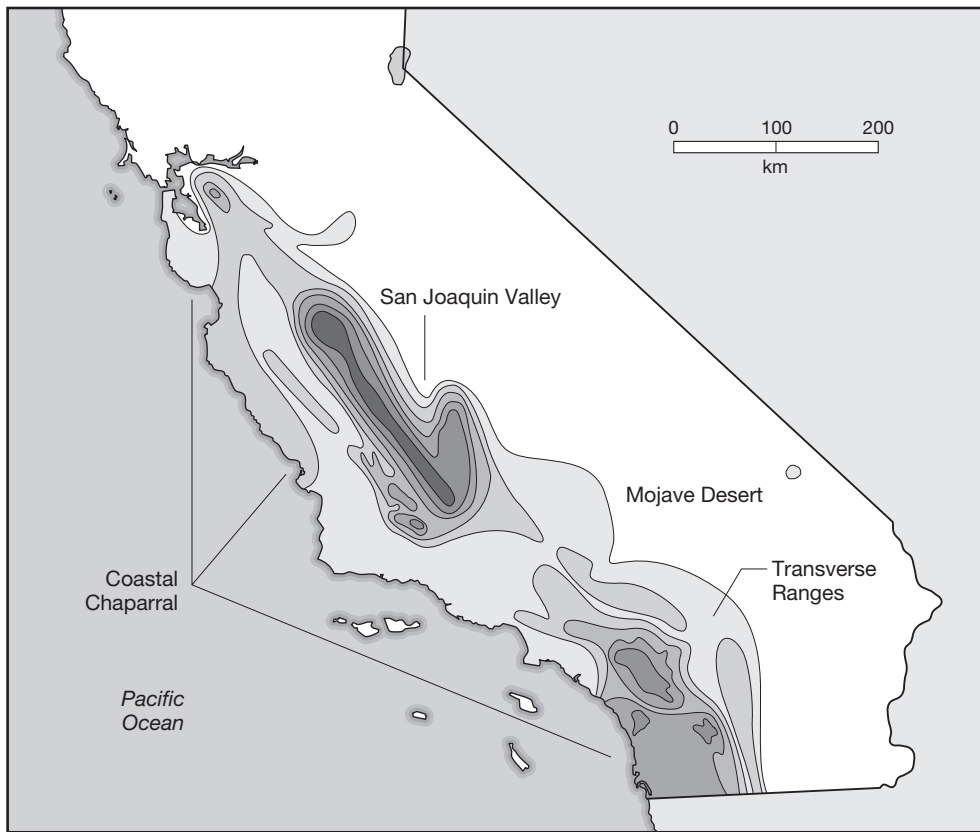 0 100 200
km
San Joaquin Valley
Mojave Desert
Transverse
Ranges
Coastal
Chaparral
Pacific
Ocean